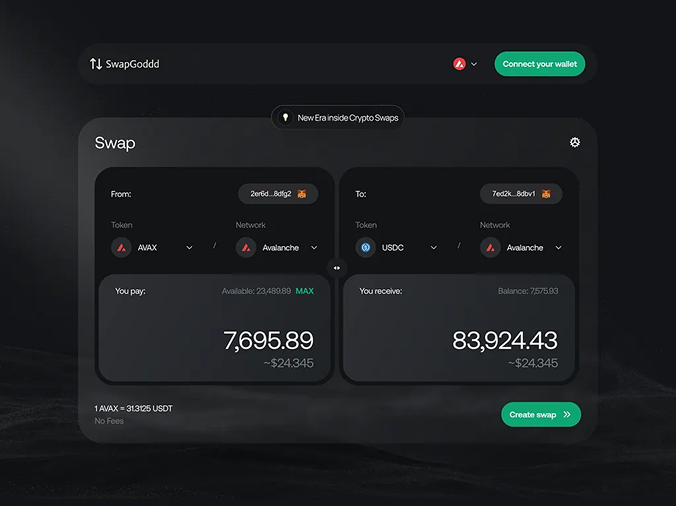 SwapGoddd
Connect your wallet
New Era inside Crypto Swaps
Swap
From:
2er6d...8dfg2
To:
7ed2k...8dbv1
Token
Network
Token
Network
AVAX
/
Avalanche
USDC
/
Avalanche
You pay:
Available: 23,489.89 MAX
You receive:
Balance: 7,575.93
7,695.89
~$24.345
83,924.43
~$24.345
1 AVAX = 31.3125 USDT
No Fees
Create swap